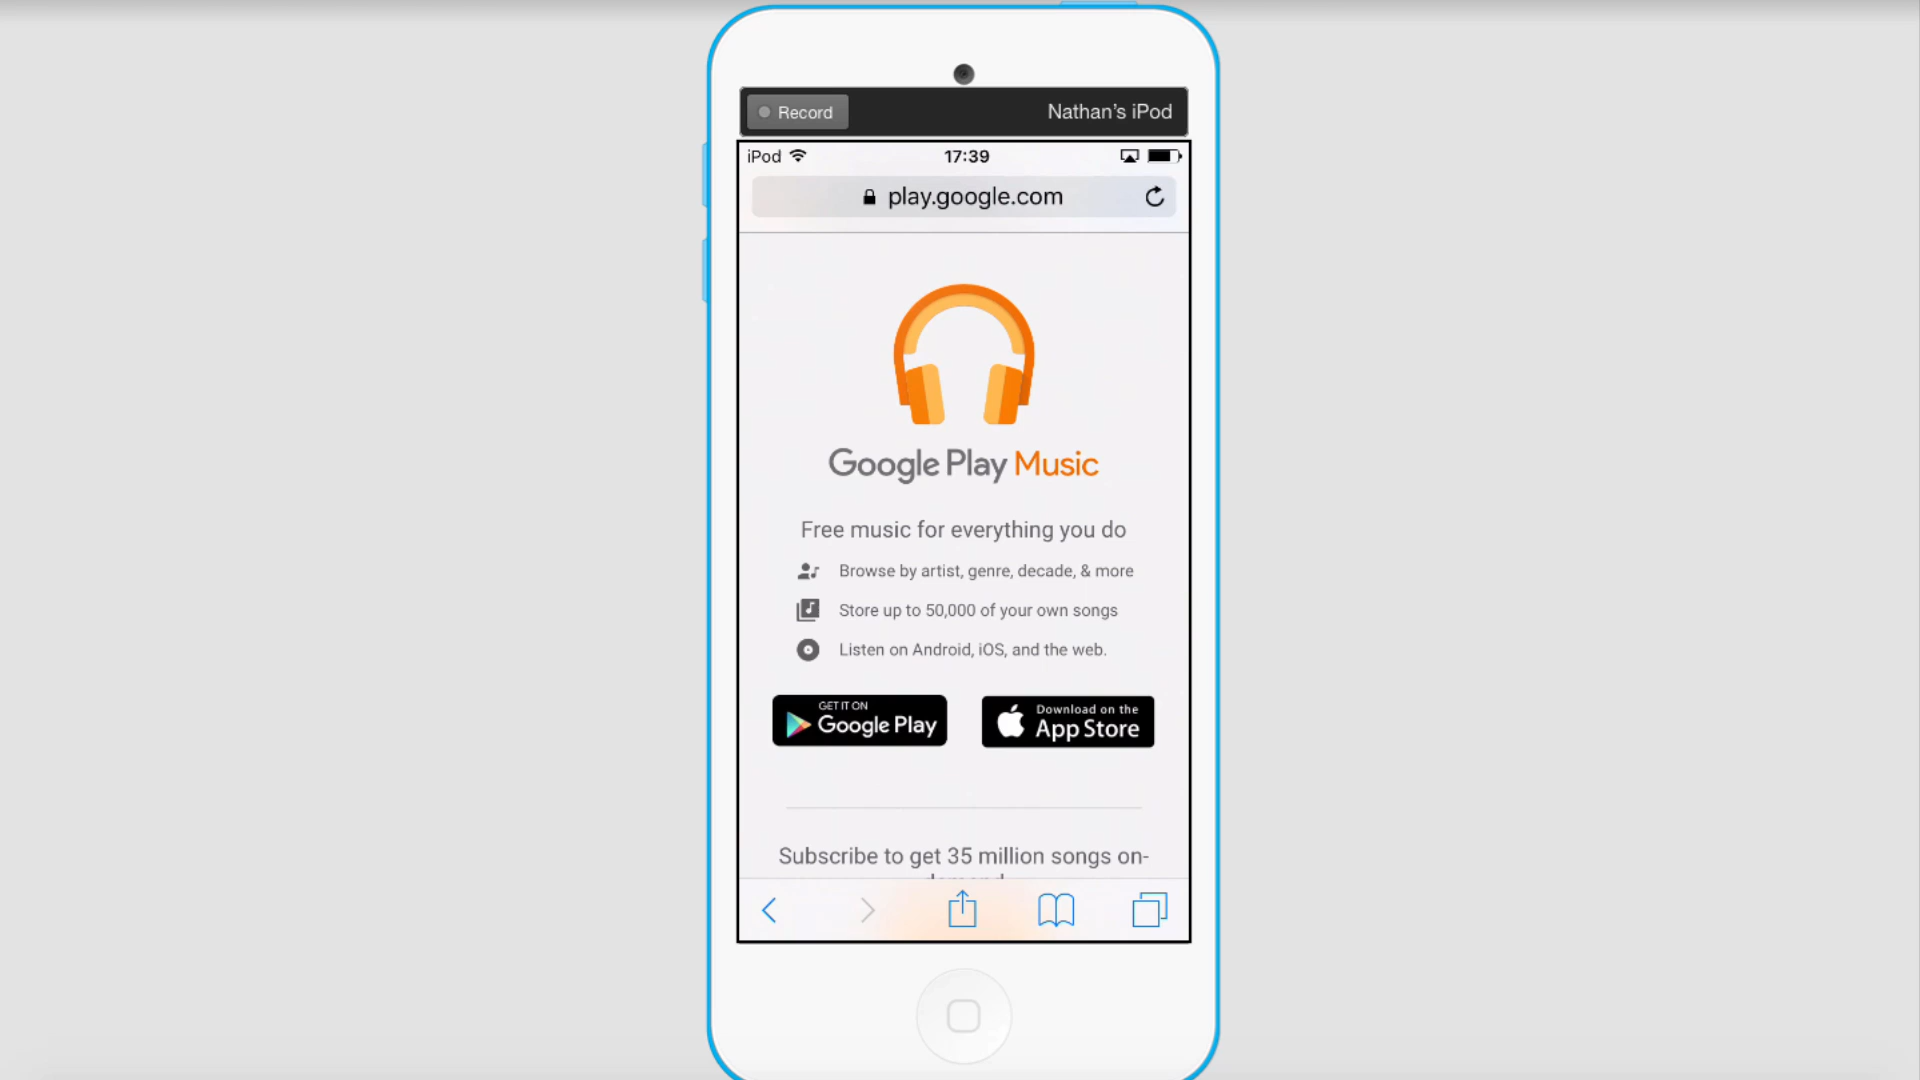 Record
Nathan’s iPod
iPod
17:39
play.google.com
Google Play Music
Free music for everything you do
Browse by artist, genre, decade, & more
Store up to 50,000 of your own songs
Listen on Android, iOS, and the web.
GET IT ON
Google Play
Download on the
App Store
Subscribe to get 35 million songs on-